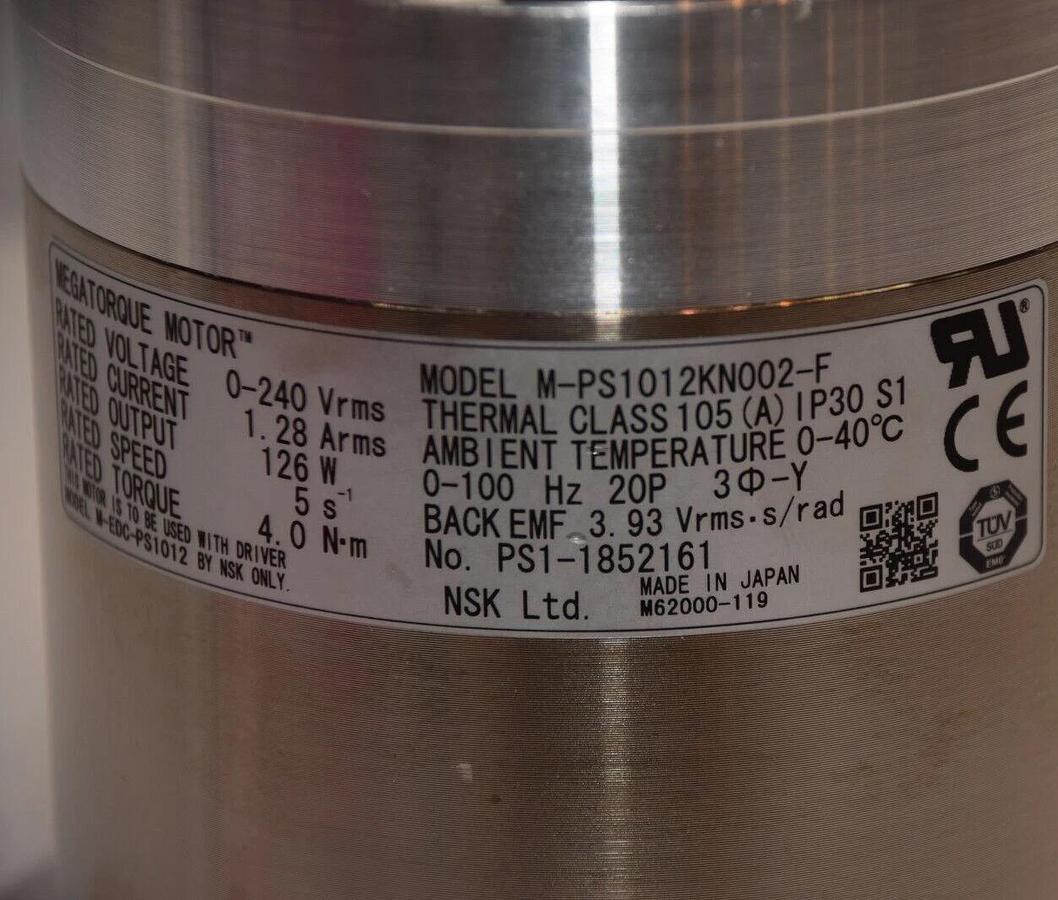 MEGATORQUE MOTOR™
RATED VOLTAGE 0-240 Vrms
RATED CURRENT 1.28 Arms
RATED OUTPUT 126 W
RATED SPEED 5 s⁻¹
RATED TORQUE 4.0 N·m
THIS MOTOR IS TO BE USED WITH DRIVER
MODEL M-EDC-PS1012 BY NSK ONLY.
MODEL M-PS1012KN002-F
THERMAL CLASS 105 (A) IP30 S1
AMBIENT TEMPERATURE 0-40℃
0-100 Hz 20P 3Φ-Y
BACK EMF 3.93 Vrms·s/rad
No. PS1-1852161
NSK Ltd.
MADE IN JAPAN
M62000-119
RU®
CE
TÜV
SÜD
EMC